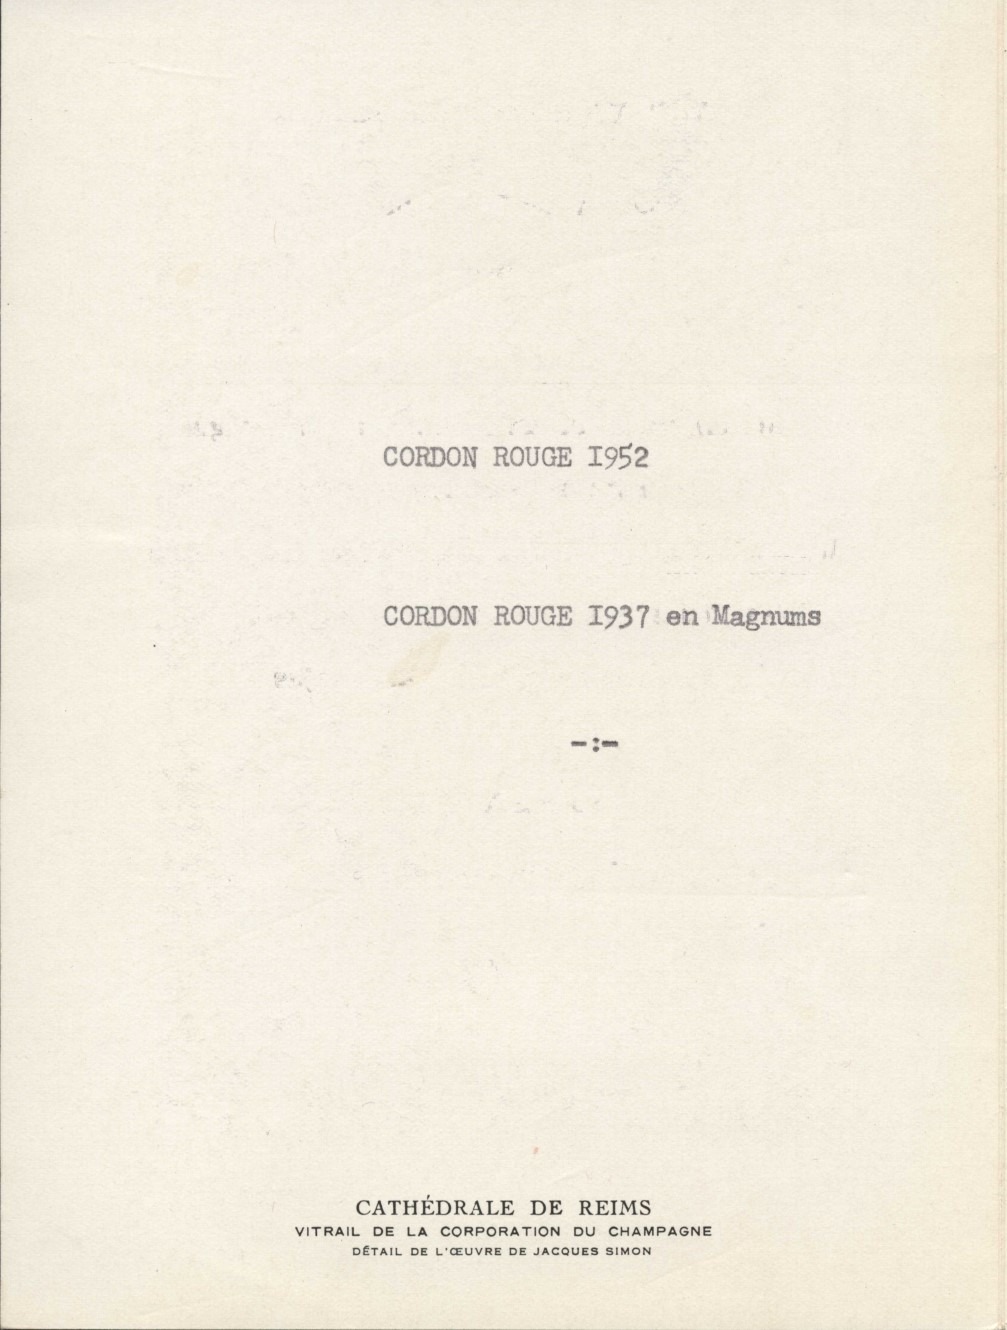 CORDON ROUGE I952
CORDON ROUGE I937 en Magnums
-:-
CATHÉDRALE DE REIMS
VITRAIL DE LA CORPORATION DU CHAMPAGNE
DÉTAIL DE L'ŒUVRE DE JACQUES SIMON